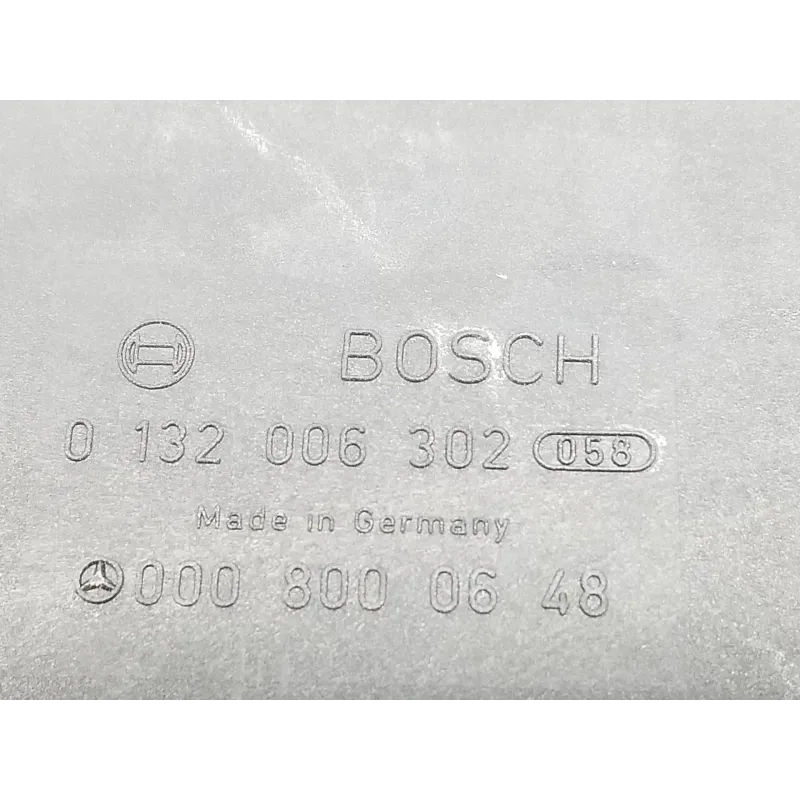 BOSCH
0 132 006 302 058
Made in Germany
000 800 06 48